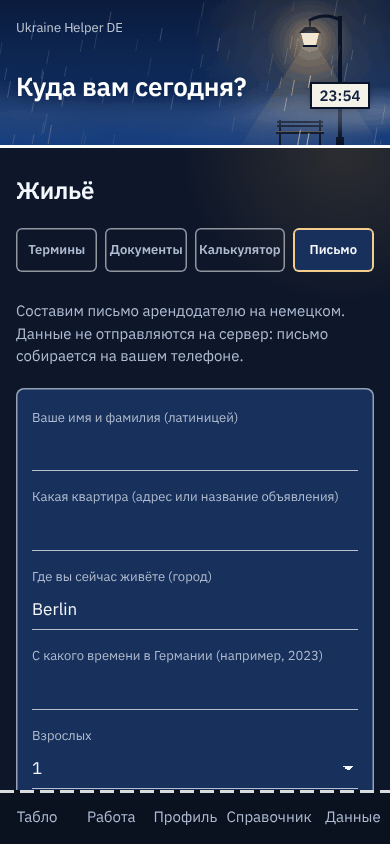 Ukraine Helper DE
Куда вам сегодня?
23:54
Жильё
Термины
Документы
Калькулятор
Письмо
Составим письмо арендодателю на немецком.
Данные не отправляются на сервер: письмо
собирается на вашем телефоне.
Ваше имя и фамилия (латиницей)
Какая квартира (адрес или название объявления)
Где вы сейчас живёте (город)
Berlin
С какого времени в Германии (например, 2023)
Взрослых
1
Табло
Работа
Профиль
Справочник
Данные